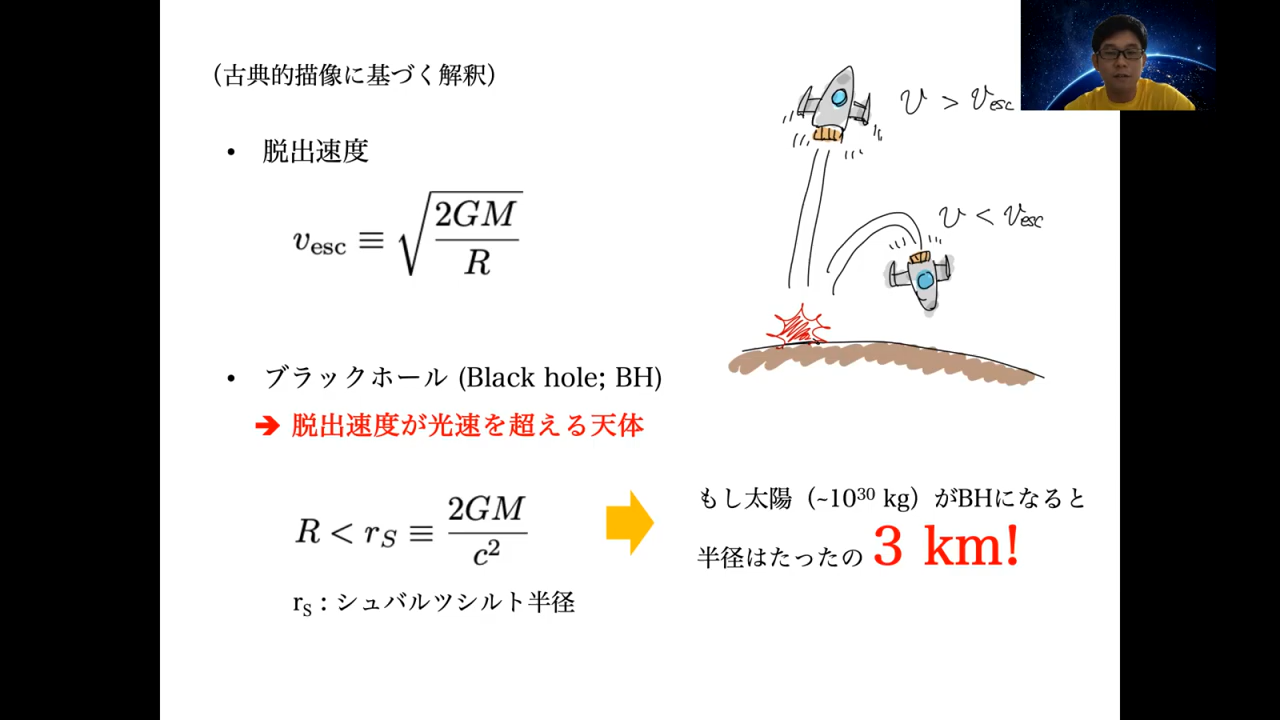 （古典的描像に基づく解釈）
• 脱出速度
v_esc ≡ √(2GM/R)
v > v_esc
v < v_esc
• ブラックホール (Black hole; BH)
➔ 脱出速度が光速を超える天体
R < r_S ≡ 2GM/c²
r_S：シュバルツシルト半径
もし太陽（~10³⁰ kg）がBHになると
半径はたったの 3 km!